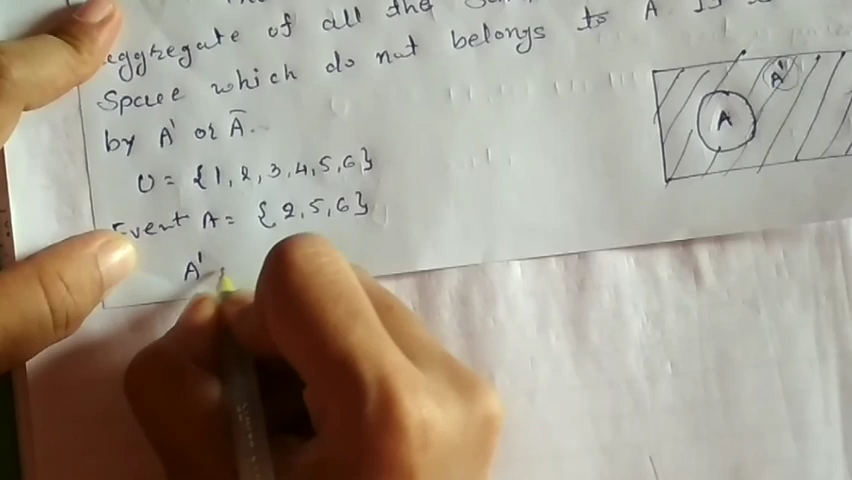 aggregate of all the
Space which do not belongs to A is
by A' or A̅.
U = {1, 2, 3, 4, 5, 6}
Event A = {2, 5, 6}
A'
A
A'